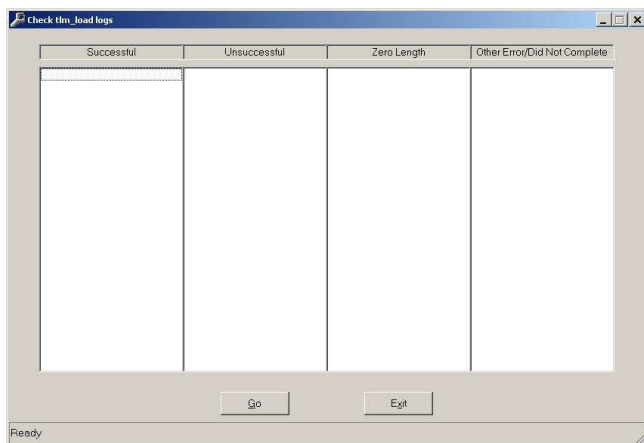 Check tlm_load logs
Successful Unsuccessful Zero Length Other Error/Did Not Complete
Go Exit
Ready